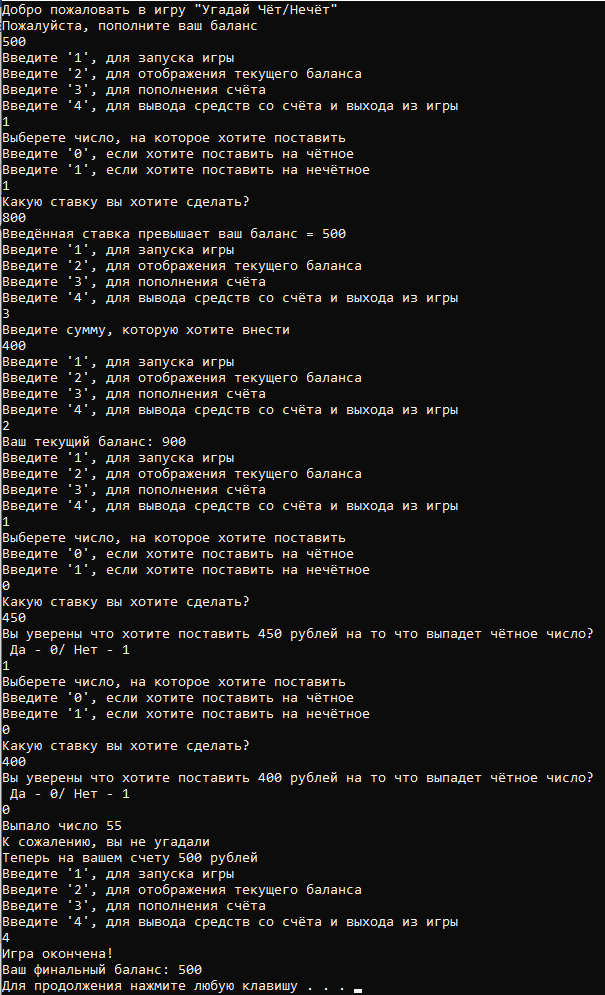 Добро пожаловать в игру "Угадай Чёт/Нечёт"
Пожалуйста, пополните ваш баланс
500
Введите '1', для запуска игры
Введите '2', для отображения текущего баланса
Введите '3', для пополнения счёта
Введите '4', для вывода средств со счёта и выхода из игры
1
Выберете число, на которое хотите поставить
Введите '0', если хотите поставить на чётное
Введите '1', если хотите поставить на нечётное
1
Какую ставку вы хотите сделать?
800
Введённая ставка превышает ваш баланс = 500
Введите '1', для запуска игры
Введите '2', для отображения текущего баланса
Введите '3', для пополнения счёта
Введите '4', для вывода средств со счёта и выхода из игры
3
Введите сумму, которую хотите внести
400
Введите '1', для запуска игры
Введите '2', для отображения текущего баланса
Введите '3', для пополнения счёта
Введите '4', для вывода средств со счёта и выхода из игры
2
Ваш текущий баланс: 900
Введите '1', для запуска игры
Введите '2', для отображения текущего баланса
Введите '3', для пополнения счёта
Введите '4', для вывода средств со счёта и выхода из игры
1
Выберете число, на которое хотите поставить
Введите '0', если хотите поставить на чётное
Введите '1', если хотите поставить на нечётное
0
Какую ставку вы хотите сделать?
450
Вы уверены что хотите поставить 450 рублей на то что выпадет чётное число?
Да - 0/ Нет - 1
1
Выберете число, на которое хотите поставить
Введите '0', если хотите поставить на чётное
Введите '1', если хотите поставить на нечётное
0
Какую ставку вы хотите сделать?
400
Вы уверены что хотите поставить 400 рублей на то что выпадет чётное число?
Да - 0/ Нет - 1
0
Выпало число 55
К сожалению, вы не угадали
Теперь на вашем счету 500 рублей
Введите '1', для запуска игры
Введите '2', для отображения текущего баланса
Введите '3', для пополнения счёта
Введите '4', для вывода средств со счёта и выхода из игры
4
Игра окончена!
Ваш финальный баланс: 500
Для продолжения нажмите любую клавишу . . .